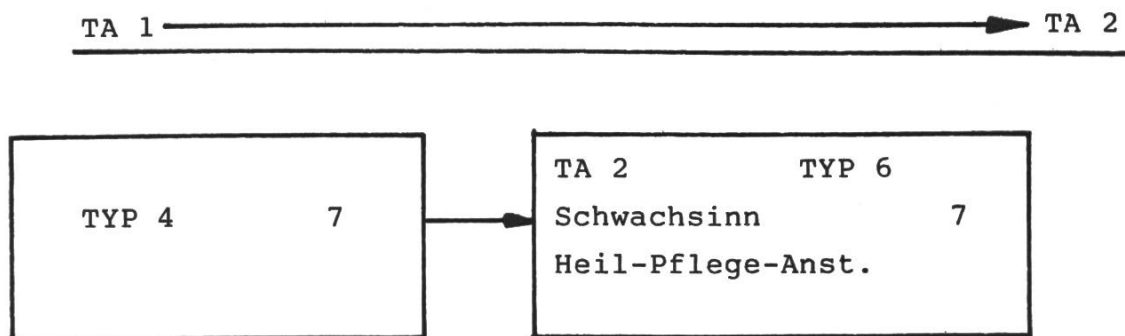 TA 1 TA 2
TYP 4 7
TA 2 TYP 6
Schwachsinn 7
Heil-Pflege-Anst.